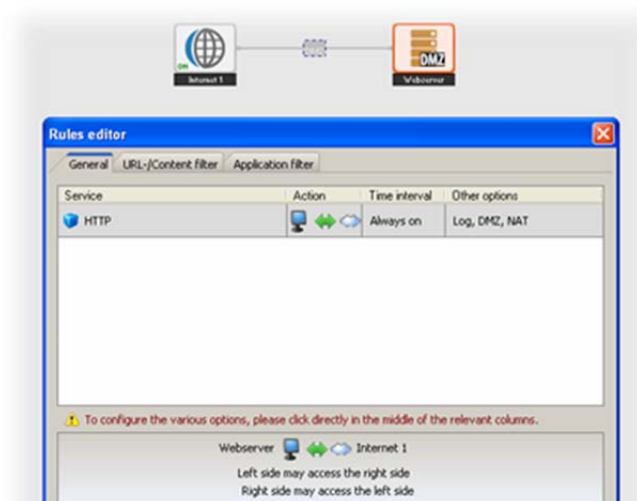 ON
DMZ
Internet 1
Webserver
Rules editor
General URL-/Content filter Application filter
Service Action Time interval Other options
HTTP Always on Log, DMZ, NAT
To configure the various options, please click directly in the middle of the relevant columns.
Webserver Internet 1
Left side may access the right side
Right side may access the left side